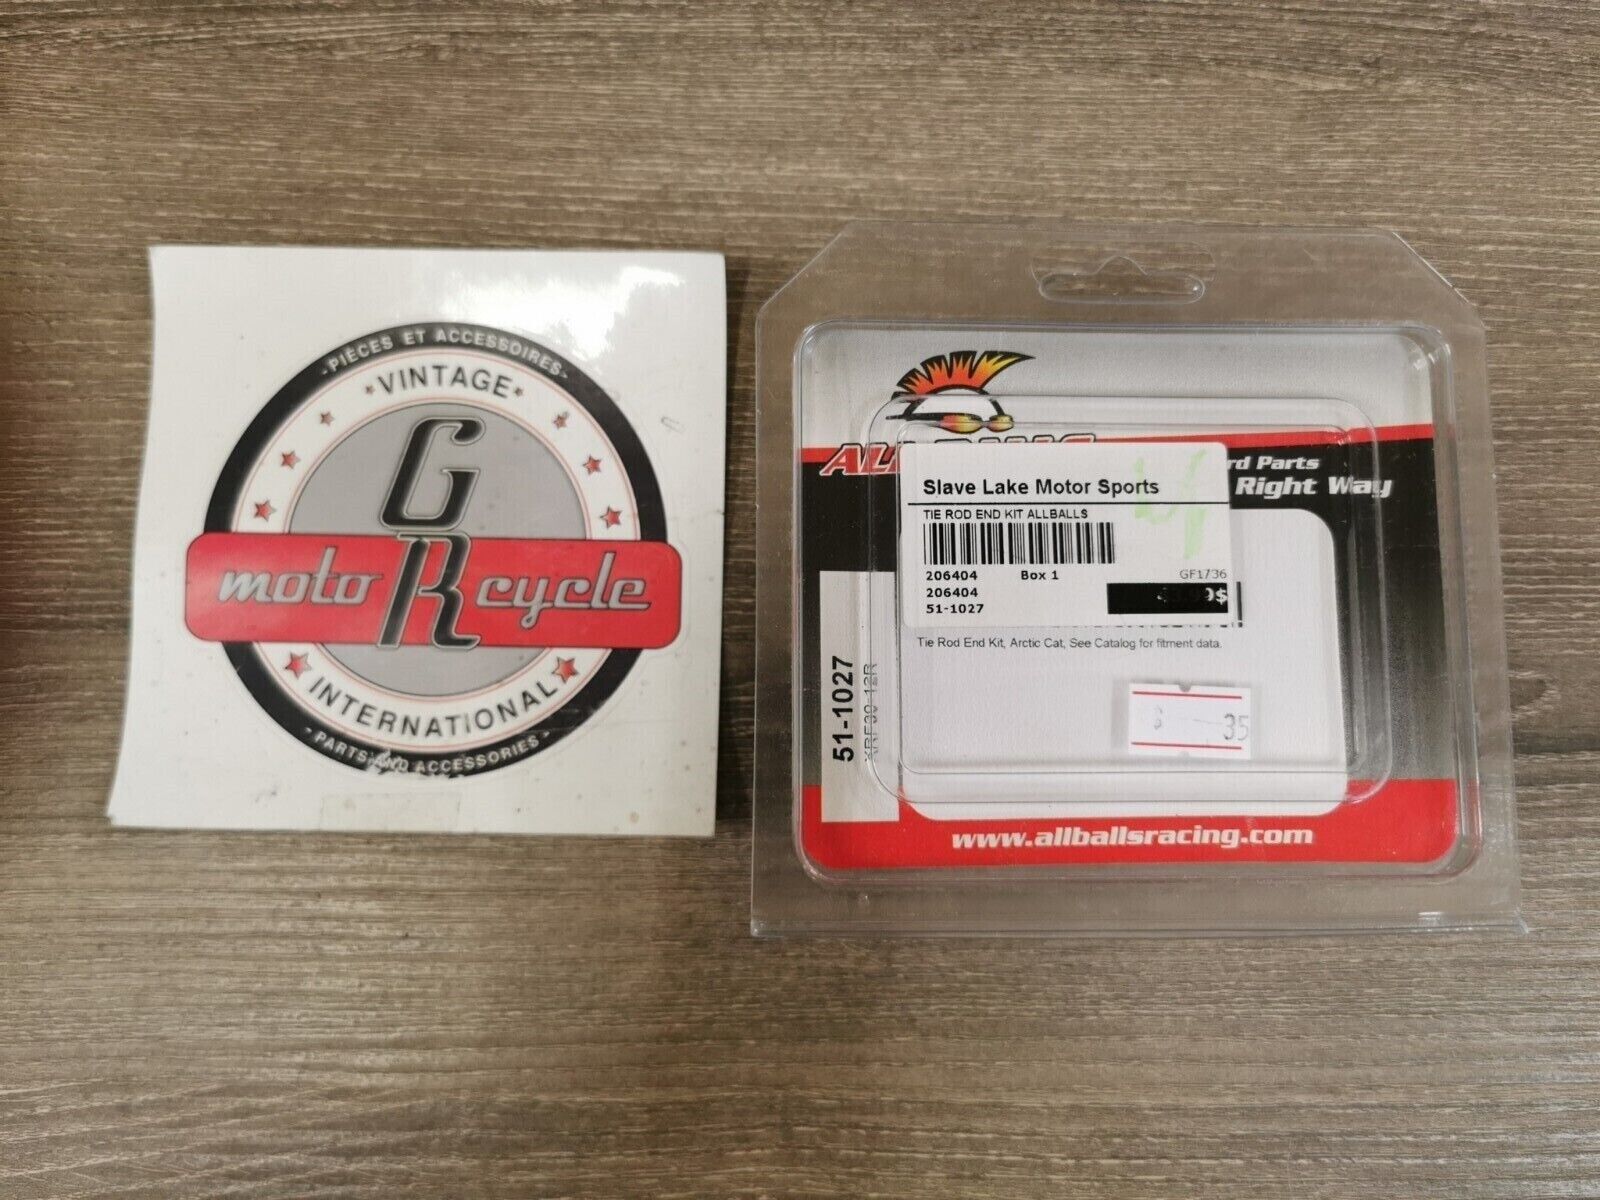 -PIECES ET ACCESSOIRES-
VINTAGE
G
moto R cycle
INTERNATIONAL
-PARTS AND ACCESSORIES-
rd Parts
Right Way
Slave Lake Motor Sports
TIE ROD END KIT ALLBALLS
206404 Box 1 GF1736
206404
51-1027
Tie Rod End Kit, Arctic Cat, See Catalog for fitment data.
51-1027
35
www.allballsracing.com